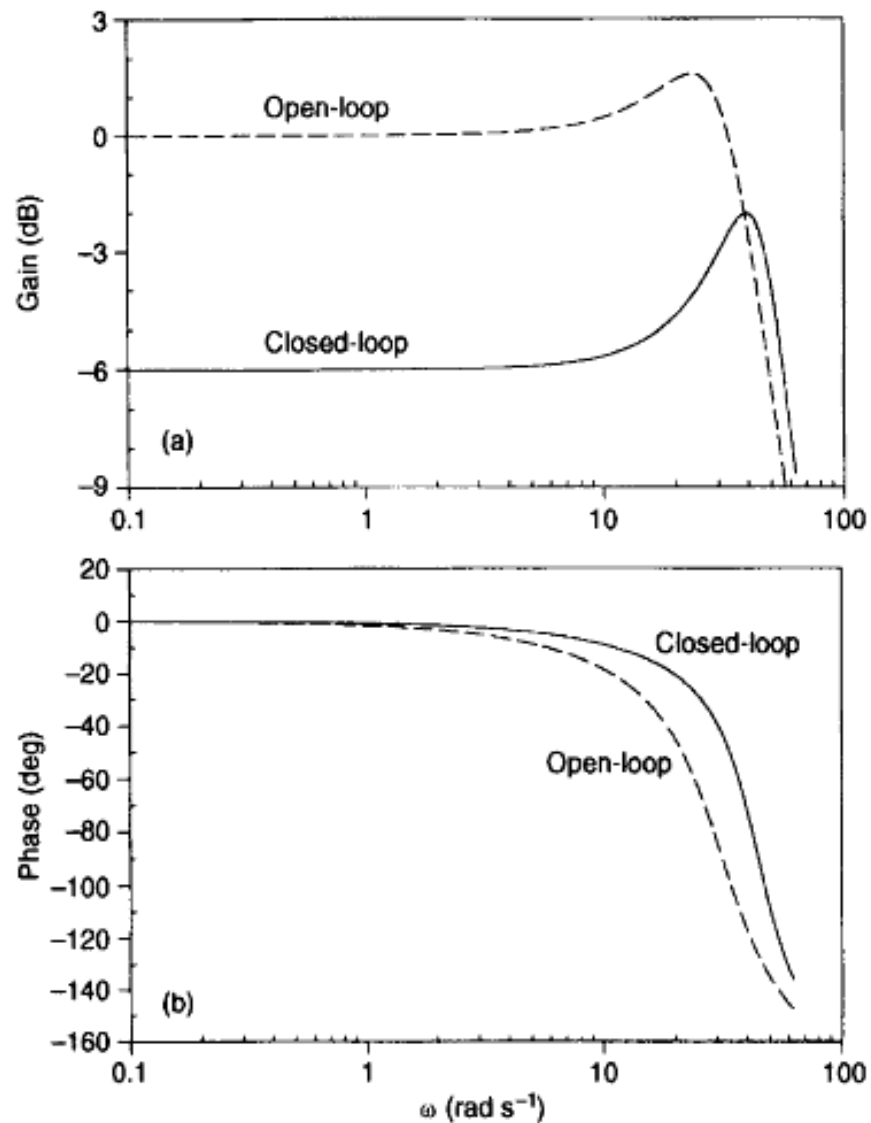 3
Open-loop
0
Gain (dB)
-3
Closed-loop
-6
(a)
-9
0.1 1 10 100
20
0
Closed-loop
-20
-40
Open-loop
-60
Phase (deg)
-80
-100
-120
-140
(b)
-160
0.1 1 10 100
ω (rad s⁻¹)